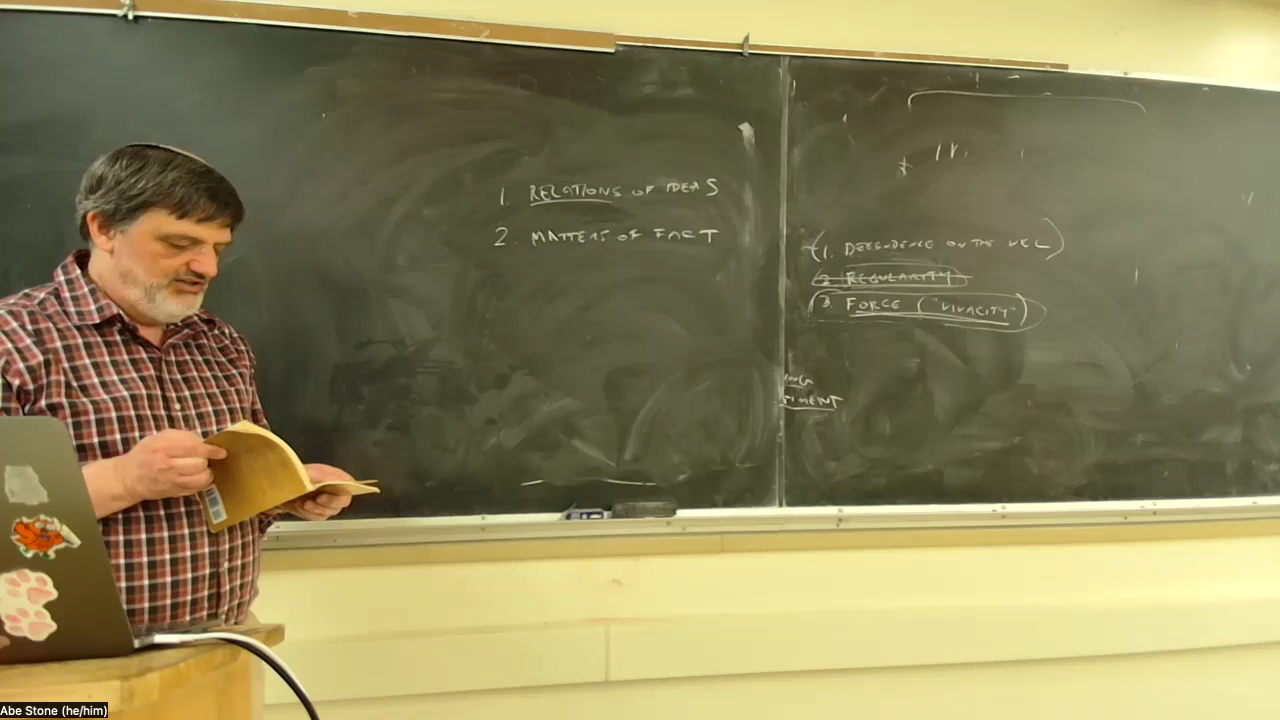 1. RELATIONS OF IDEAS
2. MATTERS OF FACT
(1. DEPENDENCE ON THE WILL)
2. REGULARITY
3. FORCE ("VIVACITY")
Abe Stone (he/him)